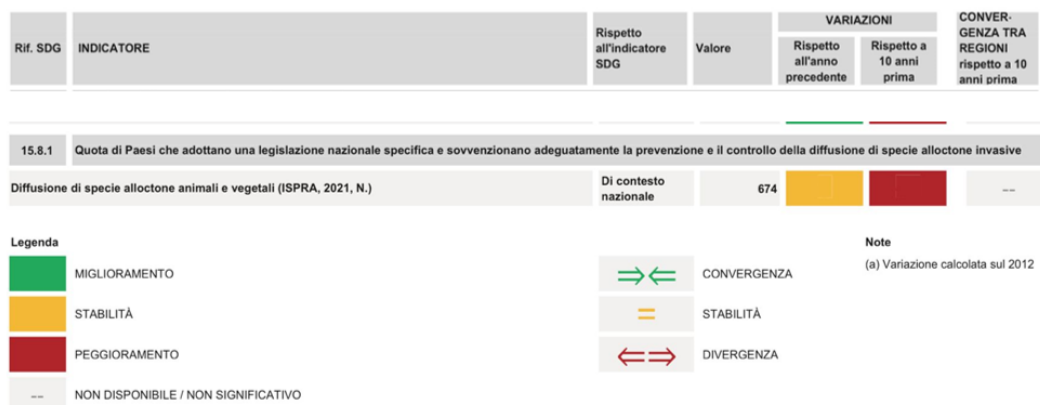 Rif. SDG INDICATORE Rispetto all'indicatore SDG Valore VARIAZIONI CONVER-GENZA TRA REGIONI rispetto a 10 anni prima
Rispetto all'anno precedente Rispetto a 10 anni prima
15.8.1 Quota di Paesi che adottano una legislazione nazionale specifica e sovvenzionano adeguatamente la prevenzione e il controllo della diffusione di specie alloctone invasive
Diffusione di specie alloctone animali e vegetali (ISPRA, 2021, N.) Di contesto nazionale 674 --
Legenda
MIGLIORAMENTO
STABILITÀ
PEGGIORAMENTO
-- NON DISPONIBILE / NON SIGNIFICATIVO
⇒⇐ CONVERGENZA
= STABILITÀ
⇐⇒ DIVERGENZA
Note
(a) Variazione calcolata sul 2012